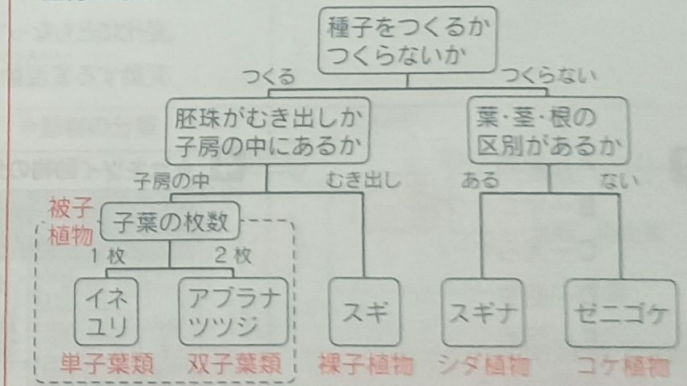 種子をつくるか
つくらないか
つくる
つくらない
胚珠がむき出しか
子房の中にあるか
葉・茎・根の
区別があるか
子房の中
むき出し
ある
ない
被子
植物
子葉の枚数
1枚
2枚
イネ
ユリ
アブラナ
ツツジ
スギ
スギナ
ゼニゴケ
単子葉類
双子葉類
裸子植物
シダ植物
コケ植物